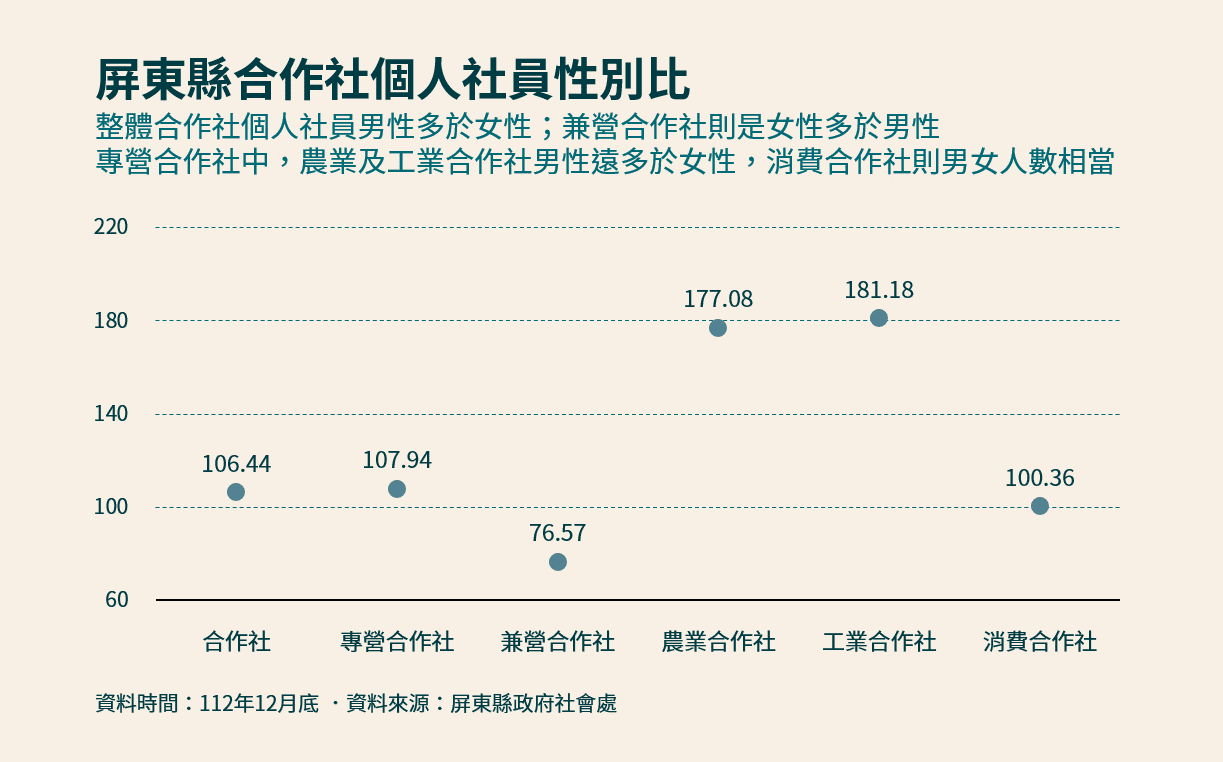 屏東縣合作社個人社員性別比
整體合作社個人社員男性多於女性；兼營合作社則是女性多於男性
專營合作社中，農業及工業合作社男性遠多於女性，消費合作社則男女人數相當
220
181.18
177.08
180
140
106.44
107.94
100.36
100
76.57
60
合作社 專營合作社 兼營合作社 農業合作社 工業合作社 消費合作社
資料時間：112年12月底 ・資料來源：屏東縣政府社會處